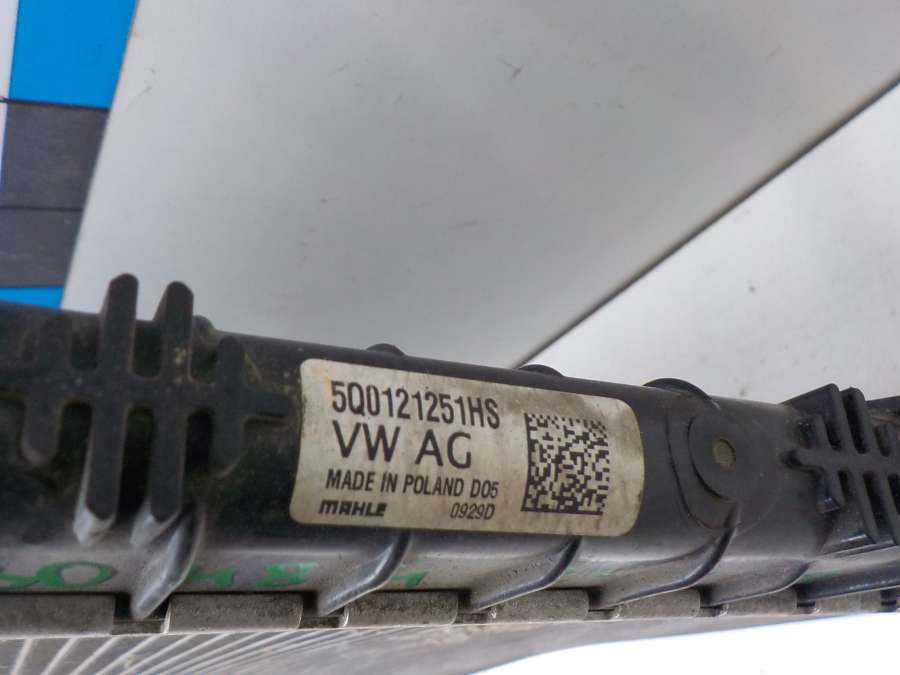 5Q0121251HS
VW AG
MADE IN POLAND D05
MAHLE 0929D